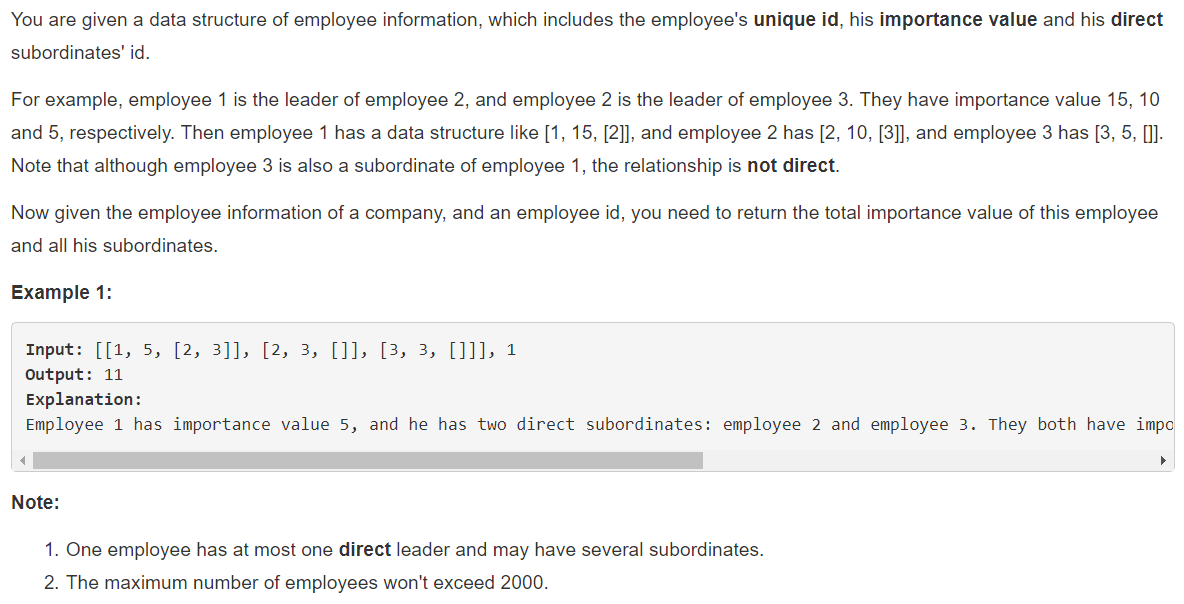 You are given a data structure of employee information, which includes the employee's unique id, his importance value and his direct
subordinates' id.
For example, employee 1 is the leader of employee 2, and employee 2 is the leader of employee 3. They have importance value 15, 10
and 5, respectively. Then employee 1 has a data structure like [1, 15, [2]], and employee 2 has [2, 10, [3]], and employee 3 has [3, 5, []].
Note that although employee 3 is also a subordinate of employee 1, the relationship is not direct.
Now given the employee information of a company, and an employee id, you need to return the total importance value of this employee
and all his subordinates.
Example 1:
Input: [[1, 5, [2, 3]], [2, 3, []], [3, 3, []]], 1
Output: 11
Explanation:
Employee 1 has importance value 5, and he has two direct subordinates: employee 2 and employee 3. They both have impo
Note:
1. One employee has at most one direct leader and may have several subordinates.
2. The maximum number of employees won't exceed 2000.